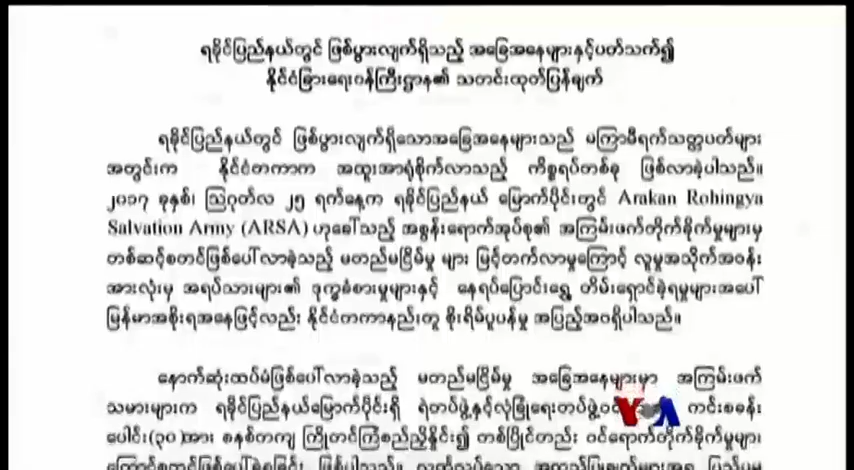 ရခိုင်ပြည်နယ်တွင် ဖြစ်ပွားလျက်ရှိသည့် အခြေအနေများနှင့်ပတ်သက်၍
နိုင်ငံခြားရေးဝန်ကြီးဌာန၏ သတင်းထုတ်ပြန်ချက်
ရခိုင်ပြည်နယ်တွင် ဖြစ်ပွားလျက်ရှိသောအခြေအနေများသည် မကြာမီရက်သတ္တပတ်များ
အတွင်းက နိုင်ငံတကာက အထူးအာရုံစိုက်လာသည့် ကိစ္စရပ်တစ်ခု ဖြစ်လာခဲ့ပါသည်။
၂၀၁၇ ခုနှစ်၊ ဩဂုတ်လ ၂၅ ရက်နေ့က ရခိုင်ပြည်နယ် မြောက်ပိုင်းတွင် Arakan Rohingya
Salvation Army (ARSA) ဟုခေါ်သည့် အစွန်းရောက်အုပ်စု၏ အကြမ်းဖက်တိုက်ခိုက်မှုများမှ
တစ်ဆင့်စတင်ဖြစ်ပေါ်လာခဲ့သည့် မတည်မငြိမ်မှု များ မြင့်တက်လာမှုကြောင့် လူမှုအသိုက်အဝန်း
အားလုံးမှ အရပ်သားများ၏ ဒုက္ခခံစားမှုများနှင့် နေရပ်ပြောင်းရွှေ့ တိမ်းရှောင်ခဲ့ရမှုများအပေါ်
မြန်မာအစိုးရအနေဖြင့်လည်း နိုင်ငံတကာနည်းတူ စိုးရိမ်ပူပန်မှု အပြည့်အဝရှိပါသည်။
နောက်ဆုံးထပ်မံဖြစ်ပေါ်လာခဲ့သည့် မတည်မငြိမ်မှု အခြေအနေများမှာ အကြမ်းဖက်
သမားများက ရခိုင်ပြည်နယ်မြောက်ပိုင်းရှိ ရဲတပ်ဖွဲ့နှင့်လုံခြုံရေးတပ်ဖွဲ့ဝင် ကင်းစခန်း
ပေါင်း(၃၀)အား စနစ်တကျ ကြိုတင်ကြံစည်ညှိနှိုင်း၍ တစ်ပြိုင်တည်း ဝင်ရောက်တိုက်ခိုက်မှုများ
VOA